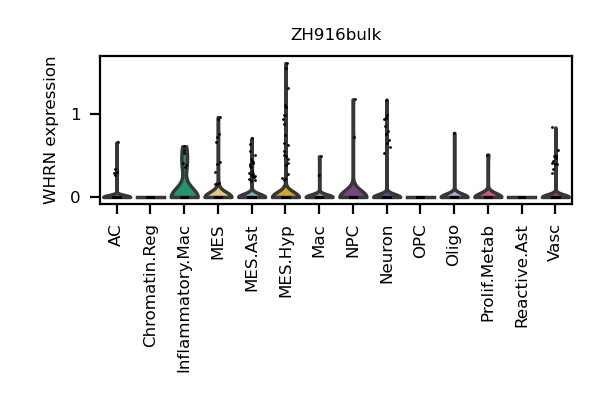 ZH916bulk
WHRN expression
1
0
AC
Chromatin.Reg
Inflammatory.Mac
MES
MES.Ast
MES.Hyp
Mac
NPC
Neuron
OPC
Oligo
Prolif.Metab
Reactive.Ast
Vasc